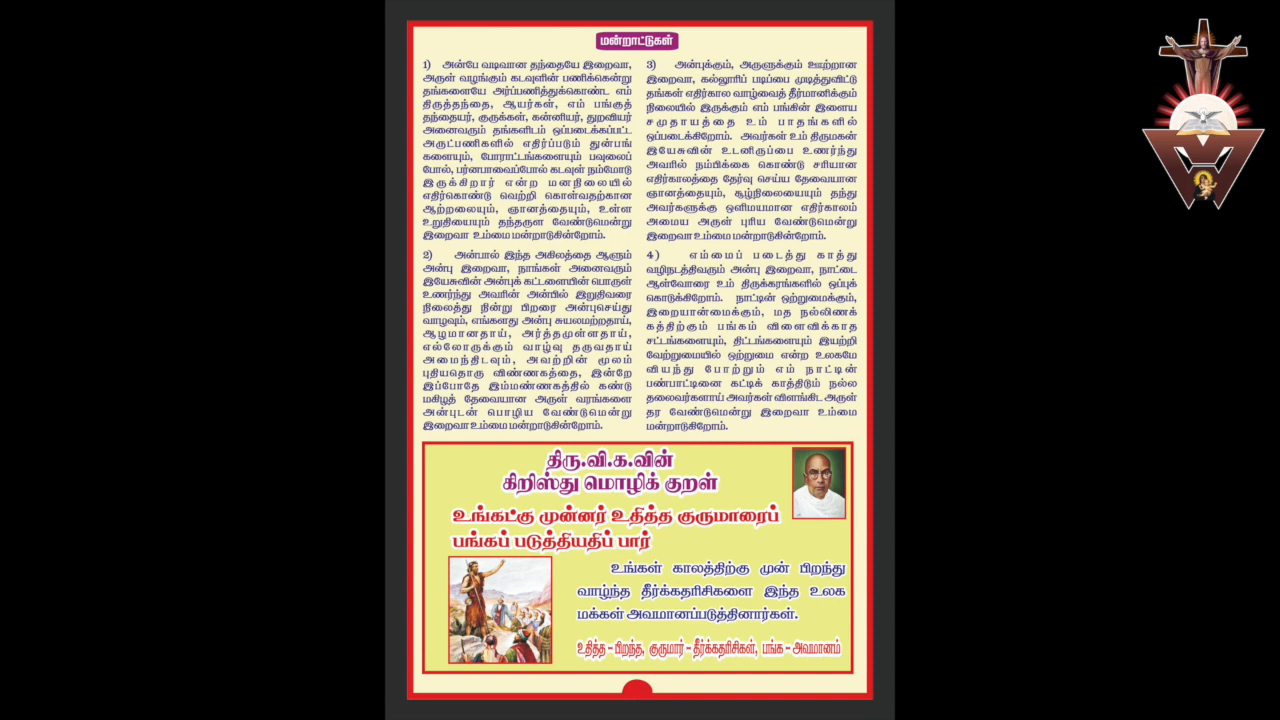 மன்றாட்டுகள்
1) அன்பே வடிவான தந்தையே இறைவா,
அருள் வழங்கும் கடவுளின் பணிக்கென்று
தங்களையே அர்ப்பணித்துக்கொண்ட எம்
திருத்தந்தை, ஆயர்கள், எம் பங்குத்
தந்தையர், குருக்கள், கன்னியர், துறவியர்
அனைவரும் தங்களிடம் ஒப்படைக்கப்பட்ட
அருட்பணிகளில் எதிர்ப்படும் துன்பங்
களையும், போராட்டங்களையும் பவுலைப்
போல், பர்னபாவைப்போல் கடவுள் நம்மோடு
இருக்கிறார் என்ற மனநிலையில்
எதிர்கொண்டு வெற்றி கொள்வதற்கான
ஆற்றலையும், ஞானத்தையும், உள்ள
உறுதியையும் தந்தருள வேண்டுமென்று
இறைவா உம்மை மன்றாடுகின்றோம்.
2) அன்பால் இந்த அகிலத்தை ஆளும்
அன்பு இறைவா, நாங்கள் அனைவரும்
இயேசுவின் அன்புக் கட்டளையின் பொருள்
உணர்ந்து அவரின் அன்பில் இறுதிவரை
நிலைத்து நின்று பிறரை அன்புசெய்து
வாழவும், எங்களது அன்பு சுயலமற்றதாய்,
ஆழமானதாய், அர்த்தமுள்ளதாய்,
எல்லோருக்கும் வாழ்வு தருவதாய்
அமைந்திடவும், அவற்றின் மூலம்
புதியதொரு விண்ணகத்தை, இன்றே
இப்போதே இம்மண்ணகத்தில் கண்டு
மகிழத் தேவையான அருள் வரங்களை
அன்புடன் பொழிய வேண்டுமென்று
இறைவா உம்மை மன்றாடுகின்றோம்.
3) அன்புக்கும், அருளுக்கும் ஊற்றான
இறைவா, கல்லூரிப் படிப்பை முடித்துவிட்டு
தங்கள் எதிர்கால வாழ்வைத் தீர்மானிக்கும்
நிலையில் இருக்கும் எம் பங்கின் இளைய
சமுதாயத்தை உம் பாதங்களில்
ஒப்படைக்கிறோம். அவர்கள் உம் திருமகன்
இயேசுவின் உடனிருப்பை உணர்ந்து
அவரில் நம்பிக்கை கொண்டு சரியான
எதிர்காலத்தை தேர்வு செய்ய தேவையான
ஞானத்தையும், சூழ்நிலையையும் தந்து
அவர்களுக்கு ஒளிமயமான எதிர்காலம்
அமைய அருள் புரிய வேண்டுமென்று
இறைவா உம்மை மன்றாடுகின்றோம்.
4) எம்மைப் படைத்து காத்து
வழிநடத்திவரும் அன்பு இறைவா, நாட்டை
ஆள்வோரை உம் திருக்கரங்களில் ஒப்புக்
கொடுக்கிறோம். நாட்டின் ஒற்றுமைக்கும்,
இறையாண்மைக்கும், மத நல்லிணக்
கத்திற்கும் பங்கம் விளைவிக்காத
சட்டங்களையும், திட்டங்களையும் இயற்றி
வேற்றுமையில் ஒற்றுமை என்ற உலகமே
வியந்து போற்றும் எம் நாட்டின்
பண்பாட்டினை கட்டிக் காத்திடும் நல்ல
தலைவர்களாய் அவர்கள் விளங்கிட அருள்
தர வேண்டுமென்று இறைவா உம்மை
மன்றாடுகிறோம்.
திரு.வி.க.வின்
கிறிஸ்து மொழிக் குறள்
உங்கட்கு முன்னர் உதித்த குருமாரைப்
பங்கப் படுத்தியதிப் பார்
உங்கள் காலத்திற்கு முன் பிறந்து
வாழ்ந்த தீர்க்கதரிசிகளை இந்த உலக
மக்கள் அவமானப்படுத்தினார்கள்.
உதித்த - பிறந்த, குருமார் - தீர்க்கதரிசிகள், பங்க - அவமானம்